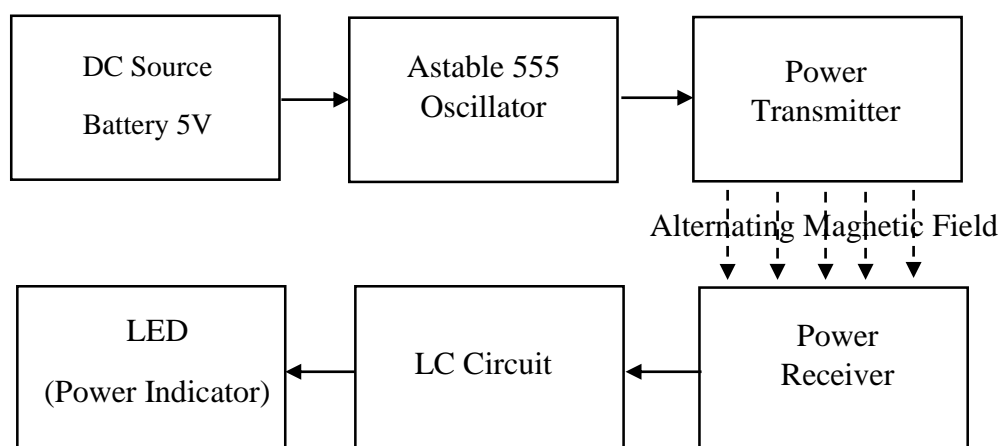 DC Source
Battery 5V
Astable 555
Oscillator
Power
Transmitter
Alternating Magnetic Field
LED
(Power Indicator)
LC Circuit
Power
Receiver